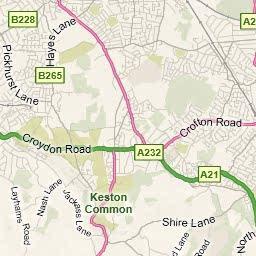 B228
Hayes Lane
A2
Pickhurst Lane
B265
Crofton Road
Croydon Road
A232
A21
Nash Lane
Jackass Lane
Keston
Common
Layhams Road
Shire Lane
North